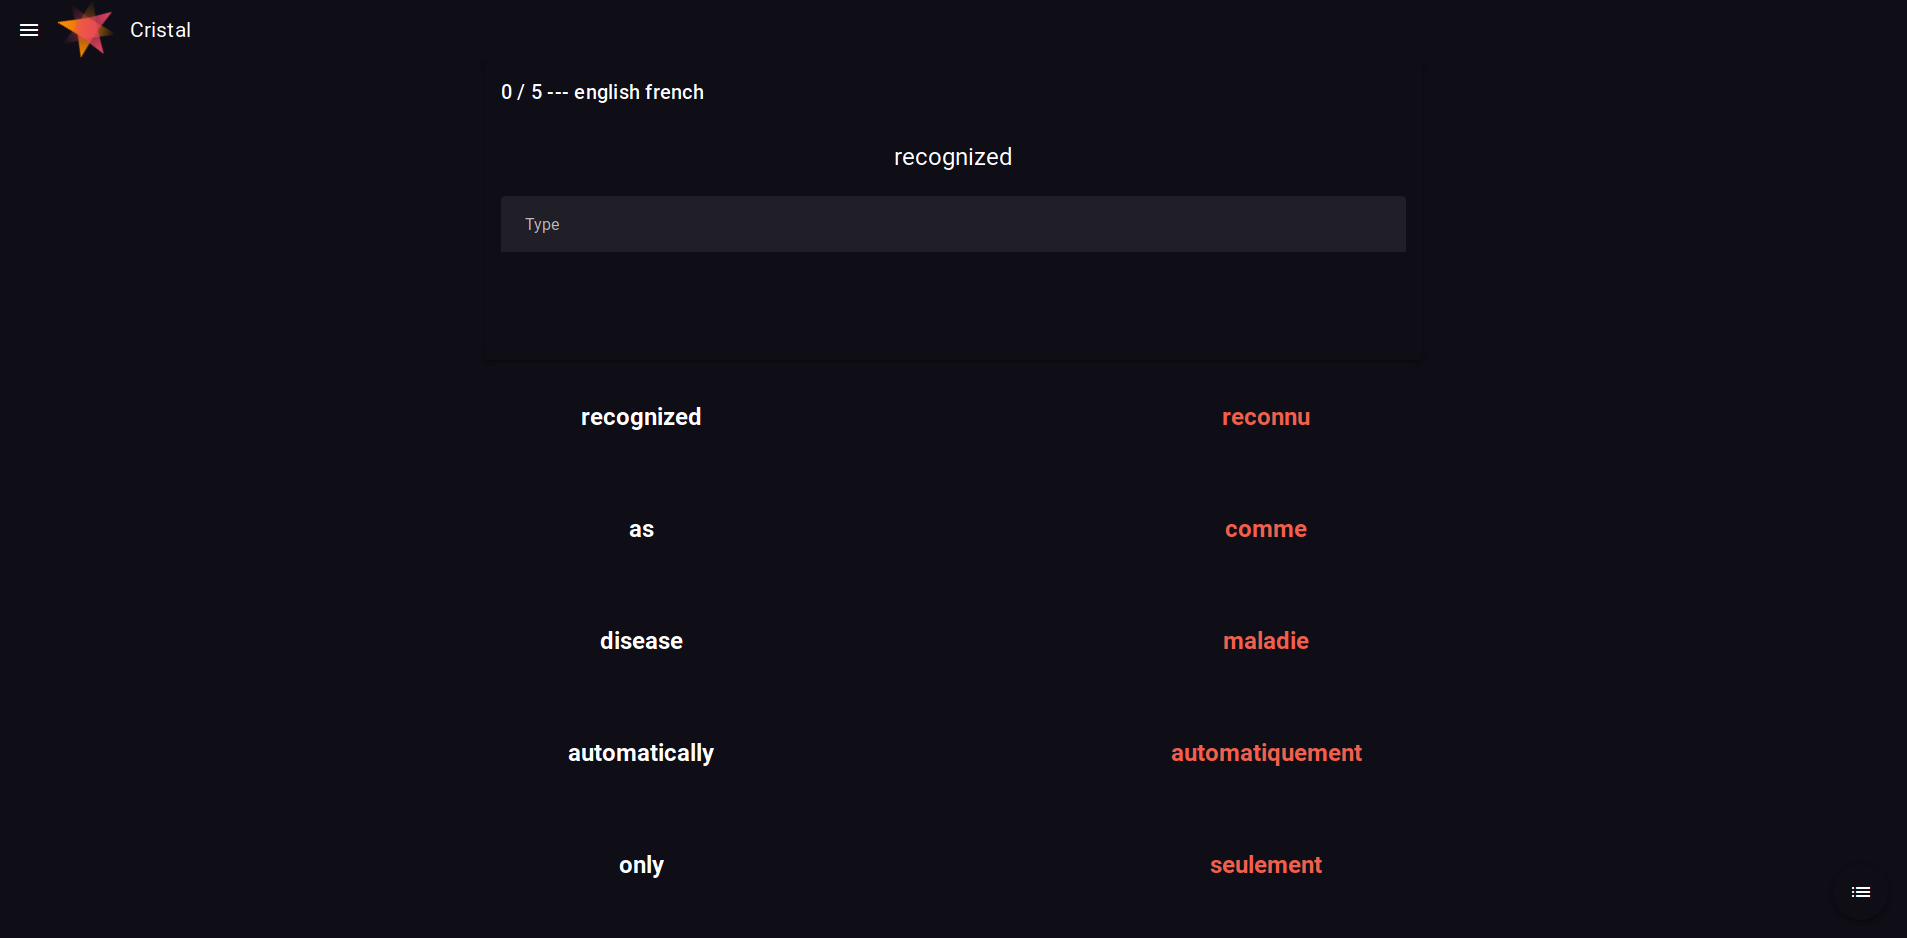 Cristal
0 / 5 --- english french
recognized
Type
recognized reconnu
as comme
disease maladie
automatically automatiquement
only seulement